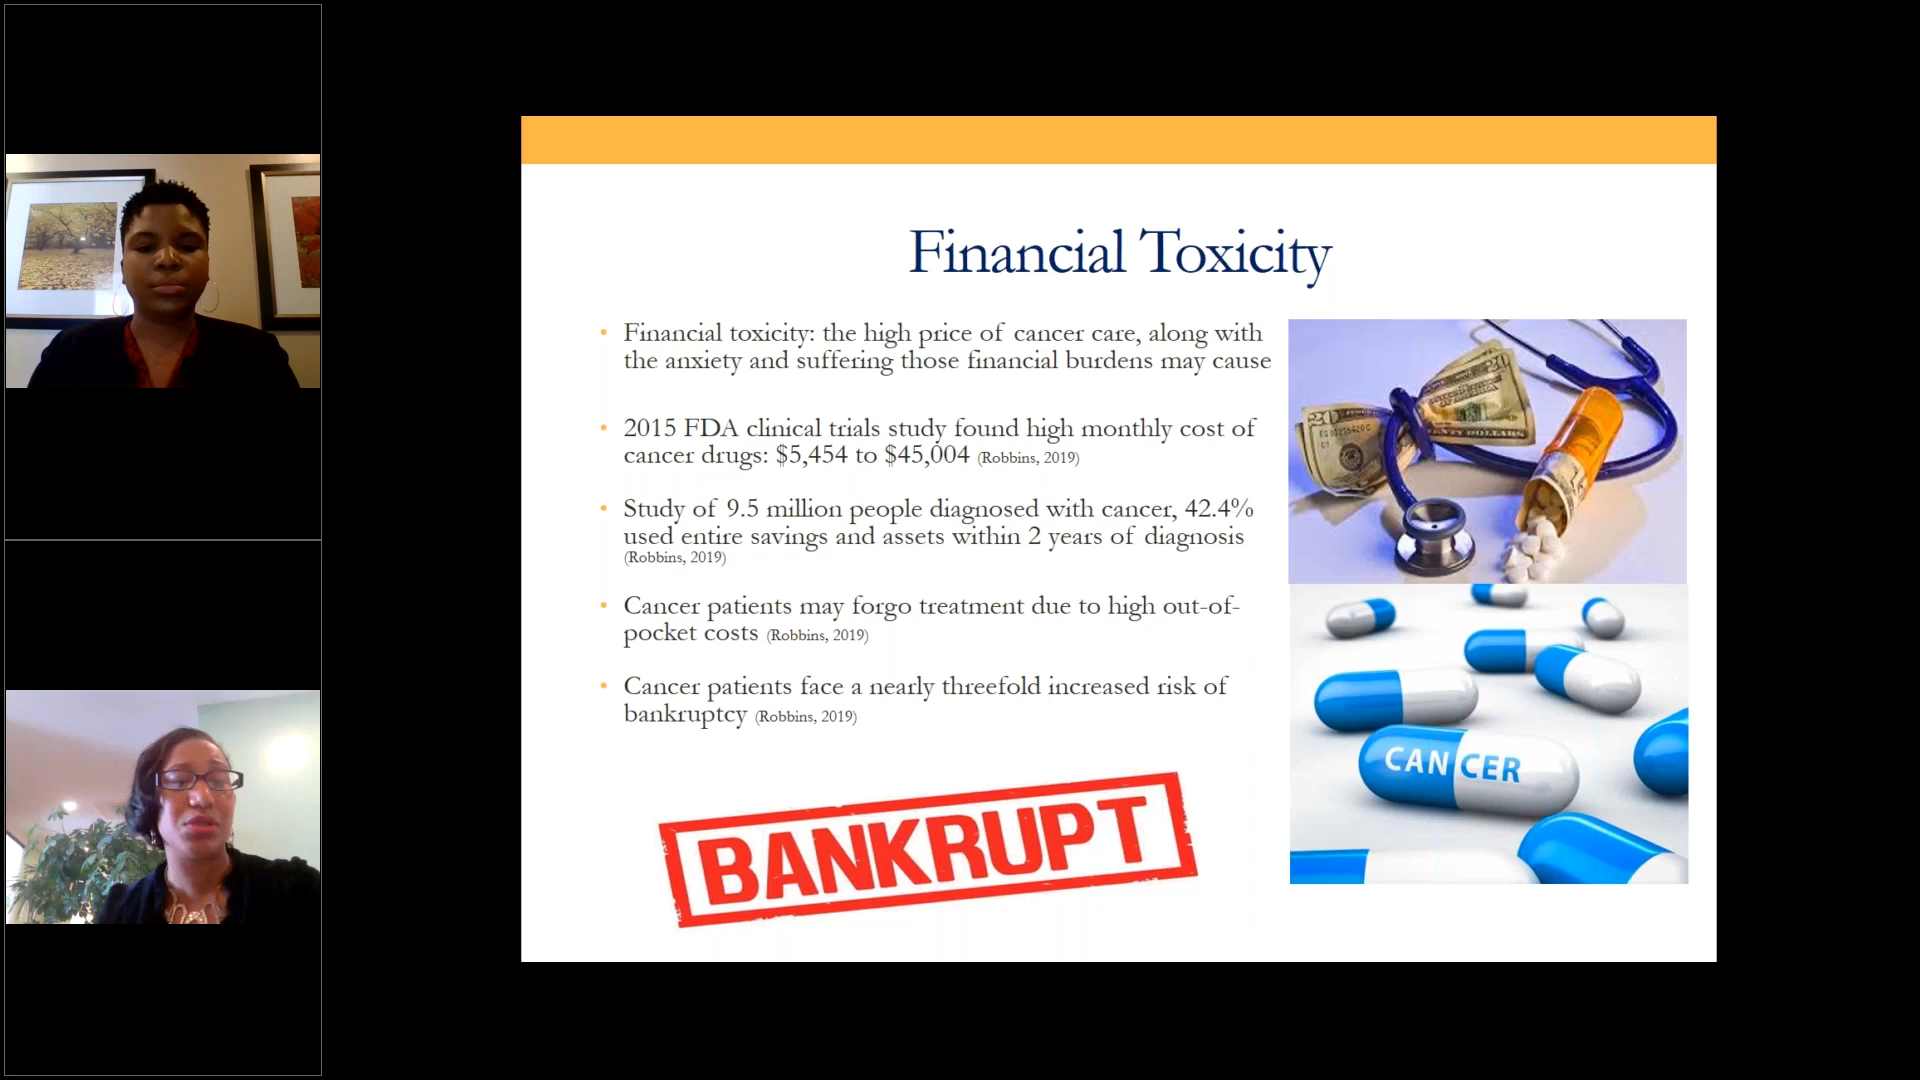 Financial Toxicity
• Financial toxicity: the high price of cancer care, along with
the anxiety and suffering those financial burdens may cause
• 2015 FDA clinical trials study found high monthly cost of
cancer drugs: $5,454 to $45,004 (Robbins, 2019)
• Study of 9.5 million people diagnosed with cancer, 42.4%
used entire savings and assets within 2 years of diagnosis
(Robbins, 2019)
• Cancer patients may forgo treatment due to high out-of-
pocket costs (Robbins, 2019)
• Cancer patients face a nearly threefold increased risk of
bankruptcy (Robbins, 2019)
BANKRUPT
20
20
CANCER